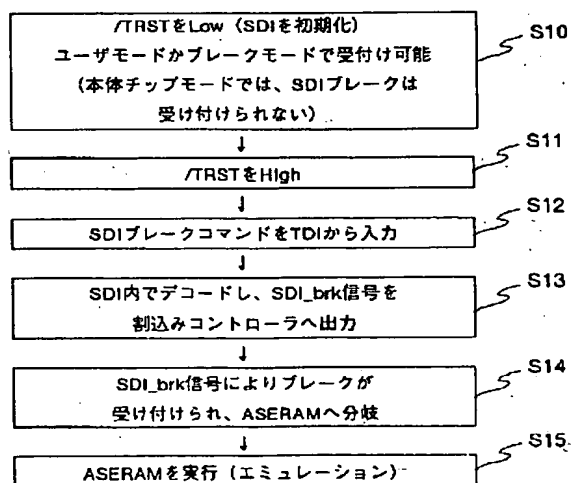 /TRSTをLow（SDIを初期化）
ユーザモードかブレークモードで受付け可能
（本体チップモードでは、SDIブレークは
受け付けられない）
S10
↓
/TRSTをHigh
S11
↓
SDIブレークコマンドをTDIから入力
S12
↓
SDI内でデコードし、SDI_brk信号を
割込みコントローラへ出力
S13
↓
SDI_brk信号によりブレークが
受け付けられ、ASERAMへ分岐
S14
↓
ASERAMを実行（エミュレーション）
S15